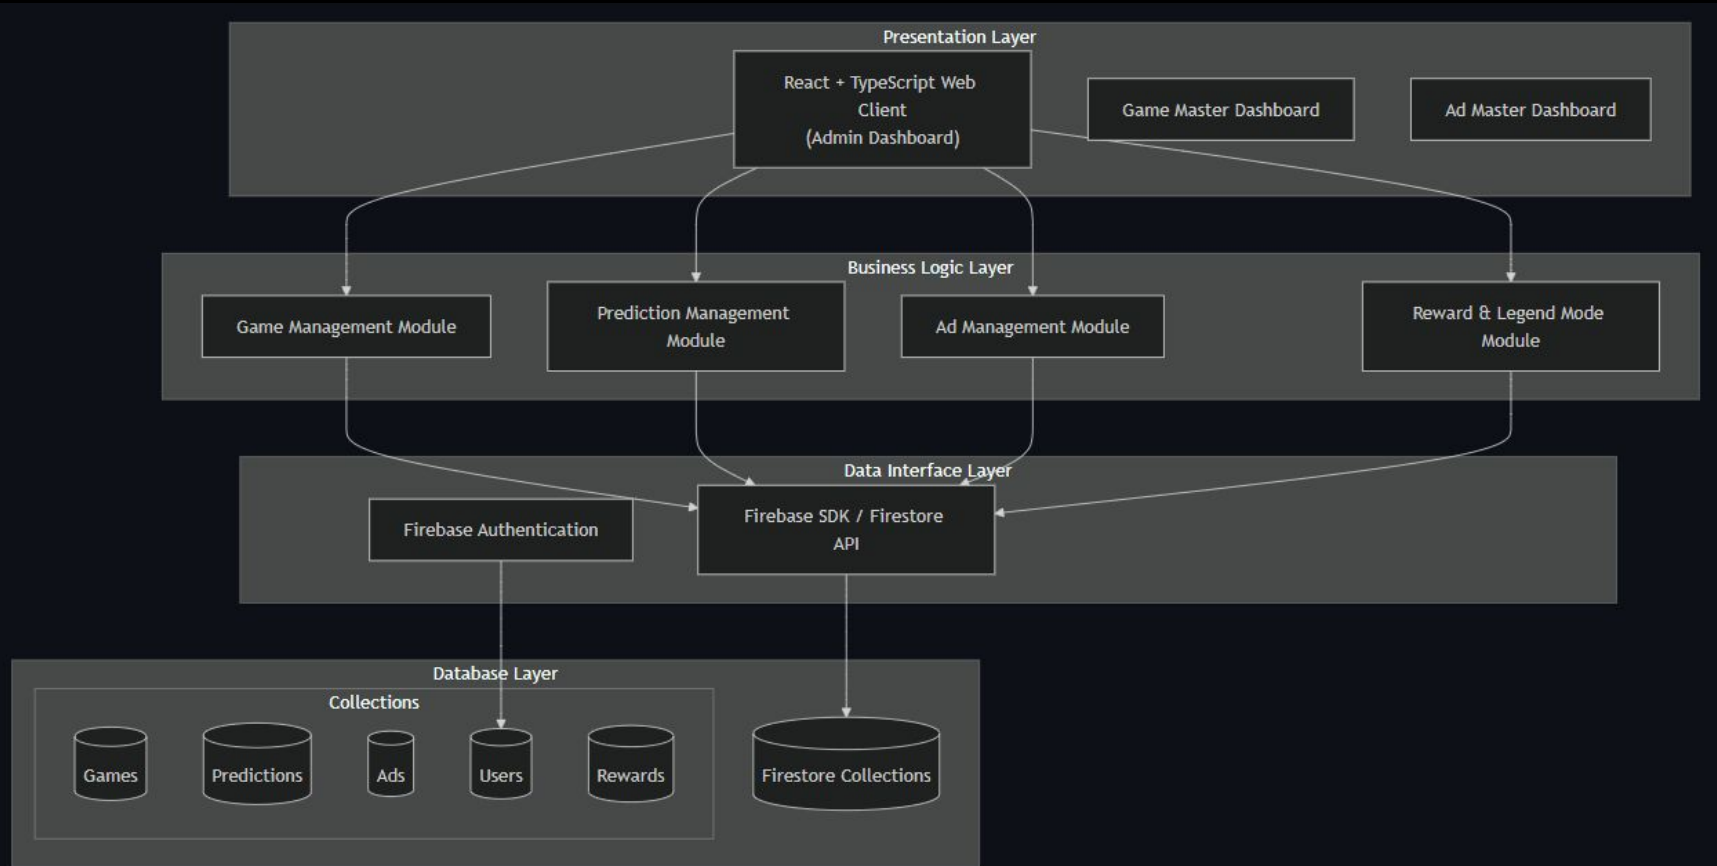 Presentation Layer
React + TypeScript Web
Client
(Admin Dashboard)
Game Master Dashboard
Ad Master Dashboard
Business Logic Layer
Game Management Module
Prediction Management
Module
Ad Management Module
Reward & Legend Mode
Module
Data Interface Layer
Firebase Authentication
Firebase SDK / Firestore
API
Database Layer
Collections
Games
Predictions
Ads
Users
Rewards
Firestore Collections